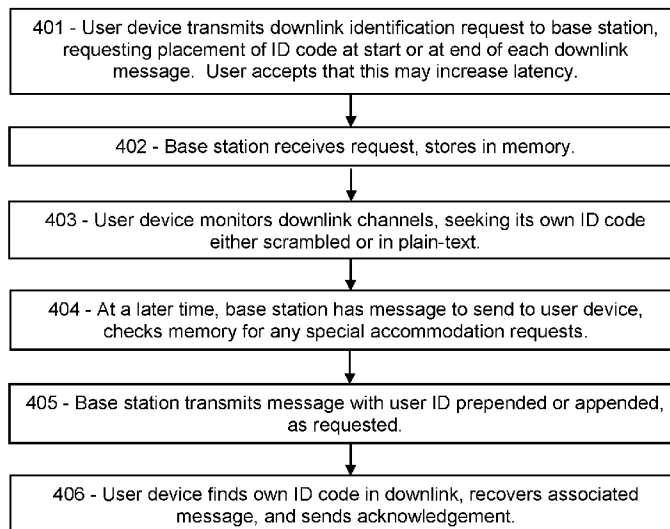 401 - User device transmits downlink identification request to base station,
requesting placement of ID code at start or at end of each downlink
message. User accepts that this may increase latency.
402 - Base station receives request, stores in memory.
403 - User device monitors downlink channels, seeking its own ID code
either scrambled or in plain-text.
404 - At a later time, base station has message to send to user device,
checks memory for any special accommodation requests.
405 - Base station transmits message with user ID prepended or appended,
as requested.
406 - User device finds own ID code in downlink, recovers associated
message, and sends acknowledgement.